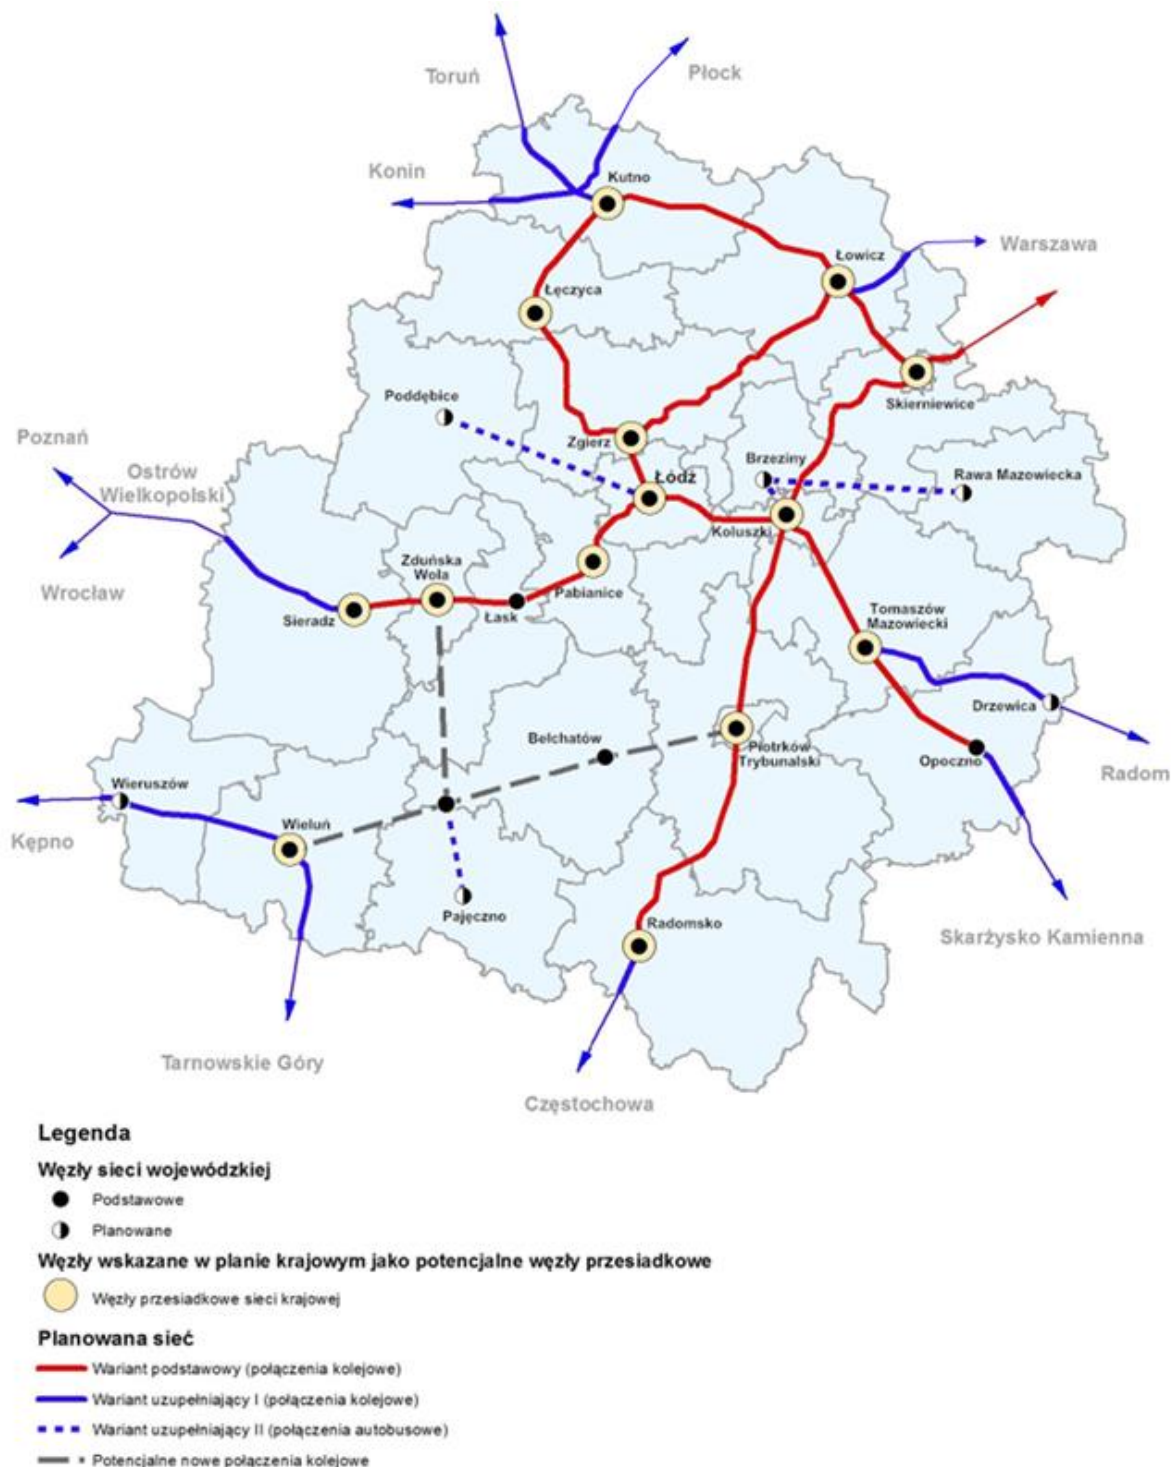 Toruń
Płock
Konin
Kutno
Warszawa
Łowicz
Łęczyca
Poddębice
Skierniewice
Zgierz
Poznań
Ostrów
Wielkopolski
Łódź
Brzeziny
Rawa Mazowiecka
Koluszki
Wrocław
Zduńska
Wola
Pabianice
Łask
Sieradz
Tomaszów
Mazowiecki
Drzewica
Bełchatów
Piotrków
Trybunalski
Opoczno
Radom
Wieruszów
Kępno
Wieluń
Pajęczno
Radomsko
Skarżysko Kamienna
Tarnowskie Góry
Częstochowa
Legenda
Węzły sieci wojewódzkiej
Podstawowe
Planowane
Węzły wskazane w planie krajowym jako potencjalne węzły przesiadkowe
Węzły przesiadkowe sieci krajowej
Planowana sieć
Wariant podstawowy (połączenia kolejowe)
Wariant uzupełniający I (połączenia kolejowe)
Wariant uzupełniający II (połączenia autobusowe)
Potencjalne nowe połączenia kolejowe